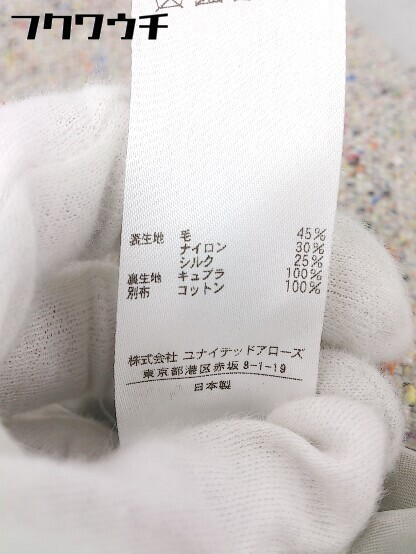 フクワウチ
表生地 毛 45%
ナイロン 30%
シルク 25%
裏生地 キュプラ 100%
別布 コットン 100%
株式会社 ユナイテッドアローズ
東京都港区赤坂 8-1-19
日本製